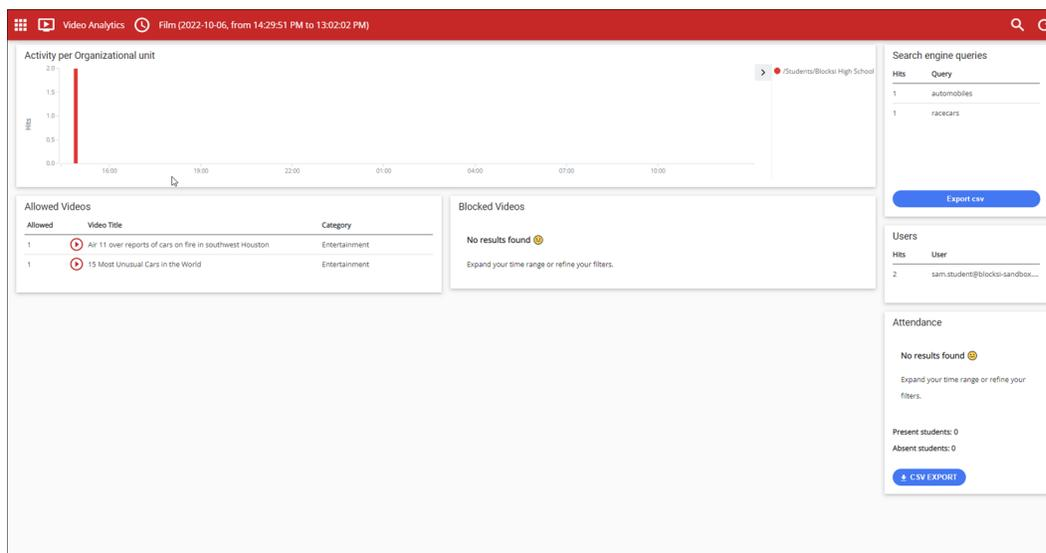 Video Analytics Film (2022-10-06, from 14:29:51 PM to 13:02:02 PM)
Activity per Organizational unit
2.0
1.5
1.0
0.5
0.0
Hits
16:00 19:00 22:00 01:00 04:00 07:00 10:00
/Students/Blocksi High School
Allowed Videos
Allowed Video Title Category
1 Air 11 over reports of cars on fire in southwest Houston Entertainment
1 15 Most Unusual Cars in the World Entertainment
Blocked Videos
No results found
Expand your time range or refine your filters.
Search engine queries
Hits Query
1 automobiles
1 racecars
Export csv
Users
Hits User
2 sam.student@blocksi-sandbox....
Attendance
No results found
Expand your time range or refine your
filters.
Present students: 0
Absent students: 0
CSV EXPORT